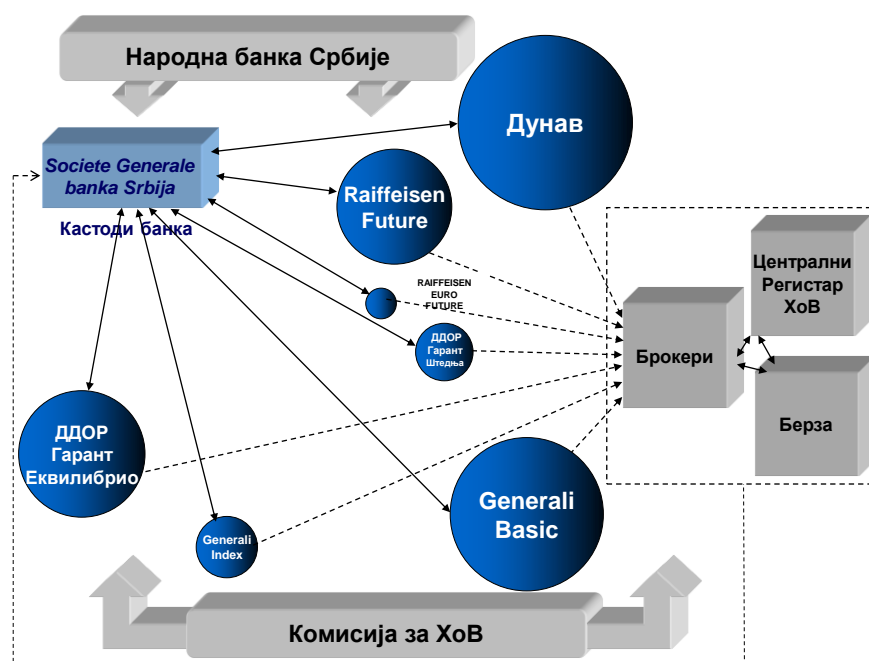 Народна банка Србије
Дунав
Societe Generale
banka Srbija
Кастоди банка
Raiffeisen
Future
RAIFFEISEN
EURO
FUTURE
ДДОР
Гарант
Штедња
Централни
Регистар
ХоВ
Брокери
Берза
ДДОР
Гарант
Еквилибрио
Generali
Basic
Generali
Index
Комисија за ХоВ